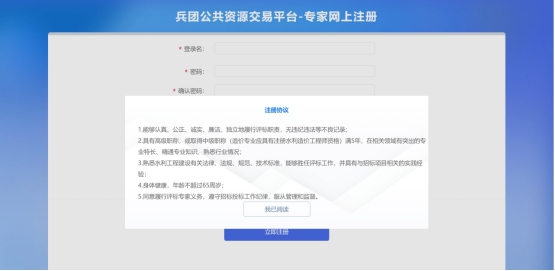 兵团公共资源交易平台-专家网上注册
* 登录名:
* 密码:
* 确认密码:
注册协议
1.能够认真、公正、诚实、廉洁、独立地履行评标职责，无违纪违法等不良记录;
2.具有高级职称，或取得中级职称（造价专业应具有注册水利造价工程师资格）满5年，在相关领域有突出的专
业特长、精通专业知识、熟悉行业情况;
3.熟悉水利工程建设有关法律、法规、规范、技术标准，能够胜任评标工作，并具有与招标项目相关的实践经
验;
4.身体健康，年龄不超过65周岁;
5.同意履行评标专家义务，遵守招标投标工作纪律，服从管理和监督。
我已阅读
立即注册